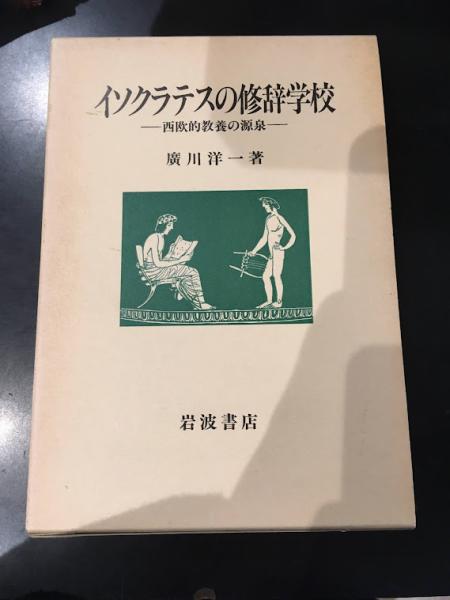 イソクラテスの修辞学校
―西欧的教養の源泉―
廣川洋一著
岩波書店